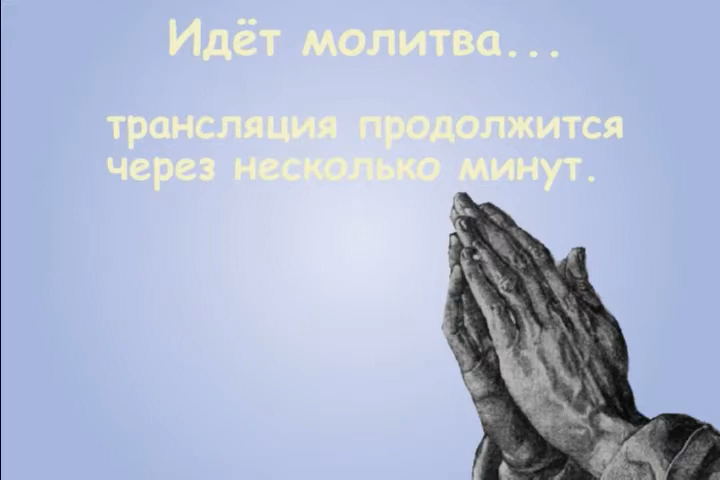 Идёт молитва...
трансляция продолжится
через несколько минут.